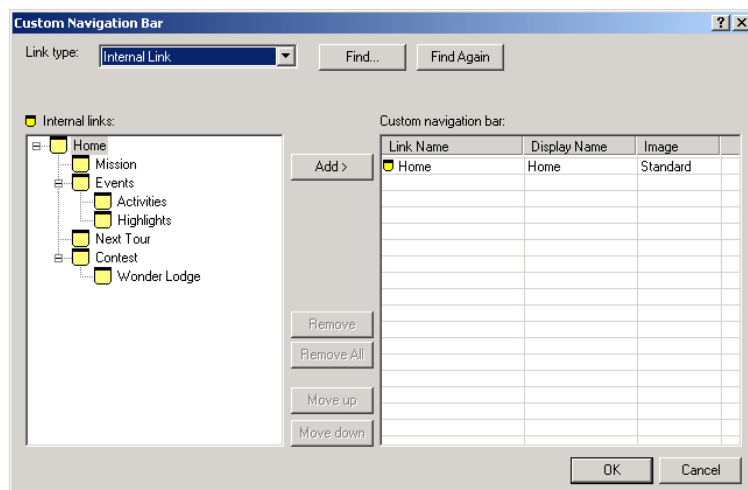 Custom Navigation Bar
Link type: Internal Link Find... Find Again
Internal links: Custom navigation bar:
Home
Mission
Events
Activities
Highlights
Next Tour
Contest
Wonder Lodge
Add >
Remove
Remove All
Move up
Move down
Link Name Display Name Image
Home Home Standard
OK Cancel